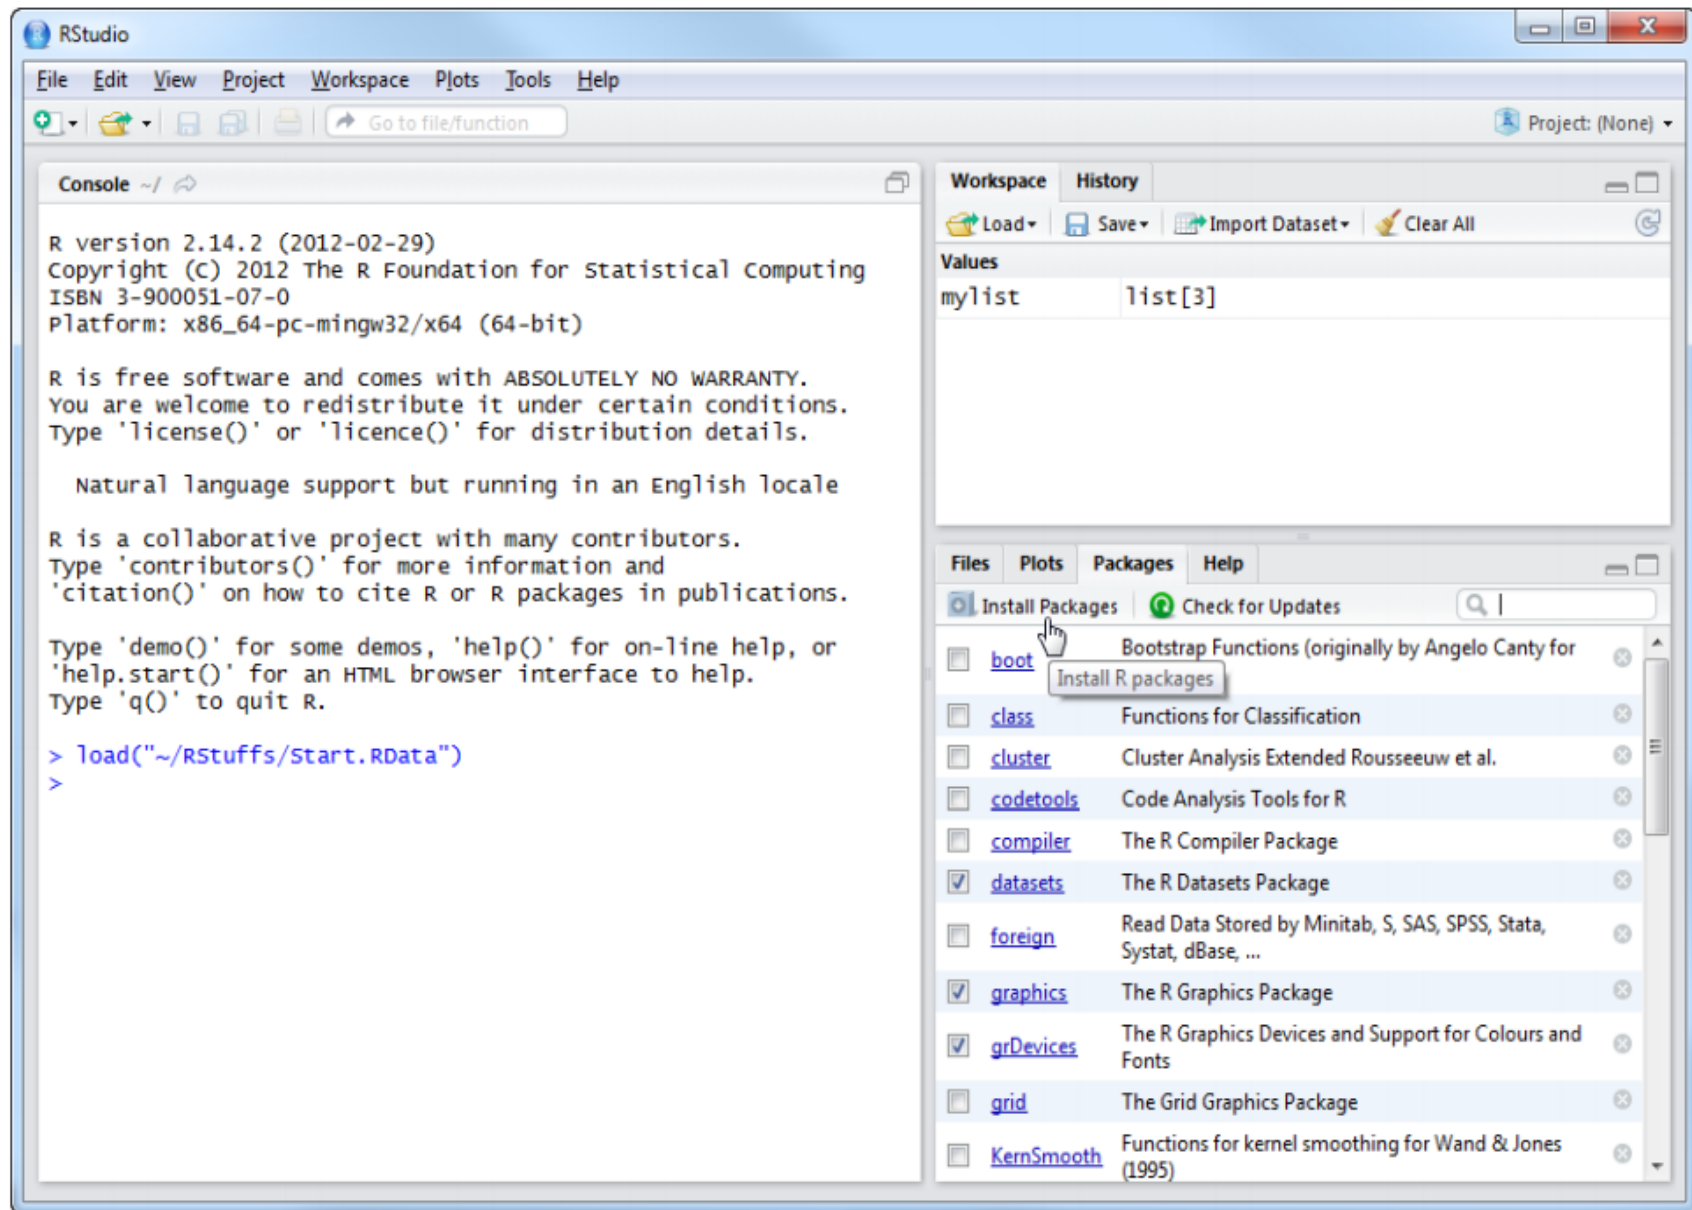 RStudio
File Edit View Project Workspace Plots Tools Help
Go to file/function
Project: (None)
Console ~/
R version 2.14.2 (2012-02-29)
Copyright (C) 2012 The R Foundation for Statistical Computing
ISBN 3-900051-07-0
Platform: x86_64-pc-mingw32/x64 (64-bit)
R is free software and comes with ABSOLUTELY NO WARRANTY.
You are welcome to redistribute it under certain conditions.
Type 'license()' or 'licence()' for distribution details.
Natural language support but running in an English locale
R is a collaborative project with many contributors.
Type 'contributors()' for more information and
'citation()' on how to cite R or R packages in publications.
Type 'demo()' for some demos, 'help()' for on-line help, or
'help.start()' for an HTML browser interface to help.
Type 'q()' to quit R.
> load("~/RStuffs/Start.RData")
>
Workspace History
Load Save Import Dataset Clear All
Values
mylist list[3]
Files Plots Packages Help
Install Packages Check for Updates
boot Bootstrap Functions (originally by Angelo Canty for
Install R packages
class Functions for Classification
cluster Cluster Analysis Extended Rousseeuw et al.
codetools Code Analysis Tools for R
compiler The R Compiler Package
datasets The R Datasets Package
foreign Read Data Stored by Minitab, S, SAS, SPSS, Stata,
Systat, dBase, ...
graphics The R Graphics Package
grDevices The R Graphics Devices and Support for Colours and
Fonts
grid The Grid Graphics Package
KernSmooth Functions for kernel smoothing for Wand & Jones
(1995)